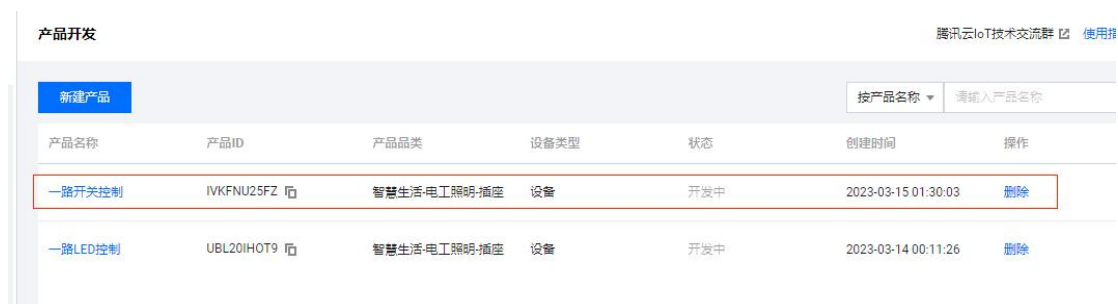 产品开发 腾讯云IoT技术交流群 使用指
新建产品 按产品名称 请输入产品名称
产品名称 产品ID 产品品类 设备类型 状态 创建时间 操作
一路开关控制 IVKFNU25FZ 智慧生活-电工照明-插座 设备 开发中 2023-03-15 01:30:03 删除
一路LED控制 UBL20IHOT9 智慧生活-电工照明-插座 设备 开发中 2023-03-14 00:11:26 删除